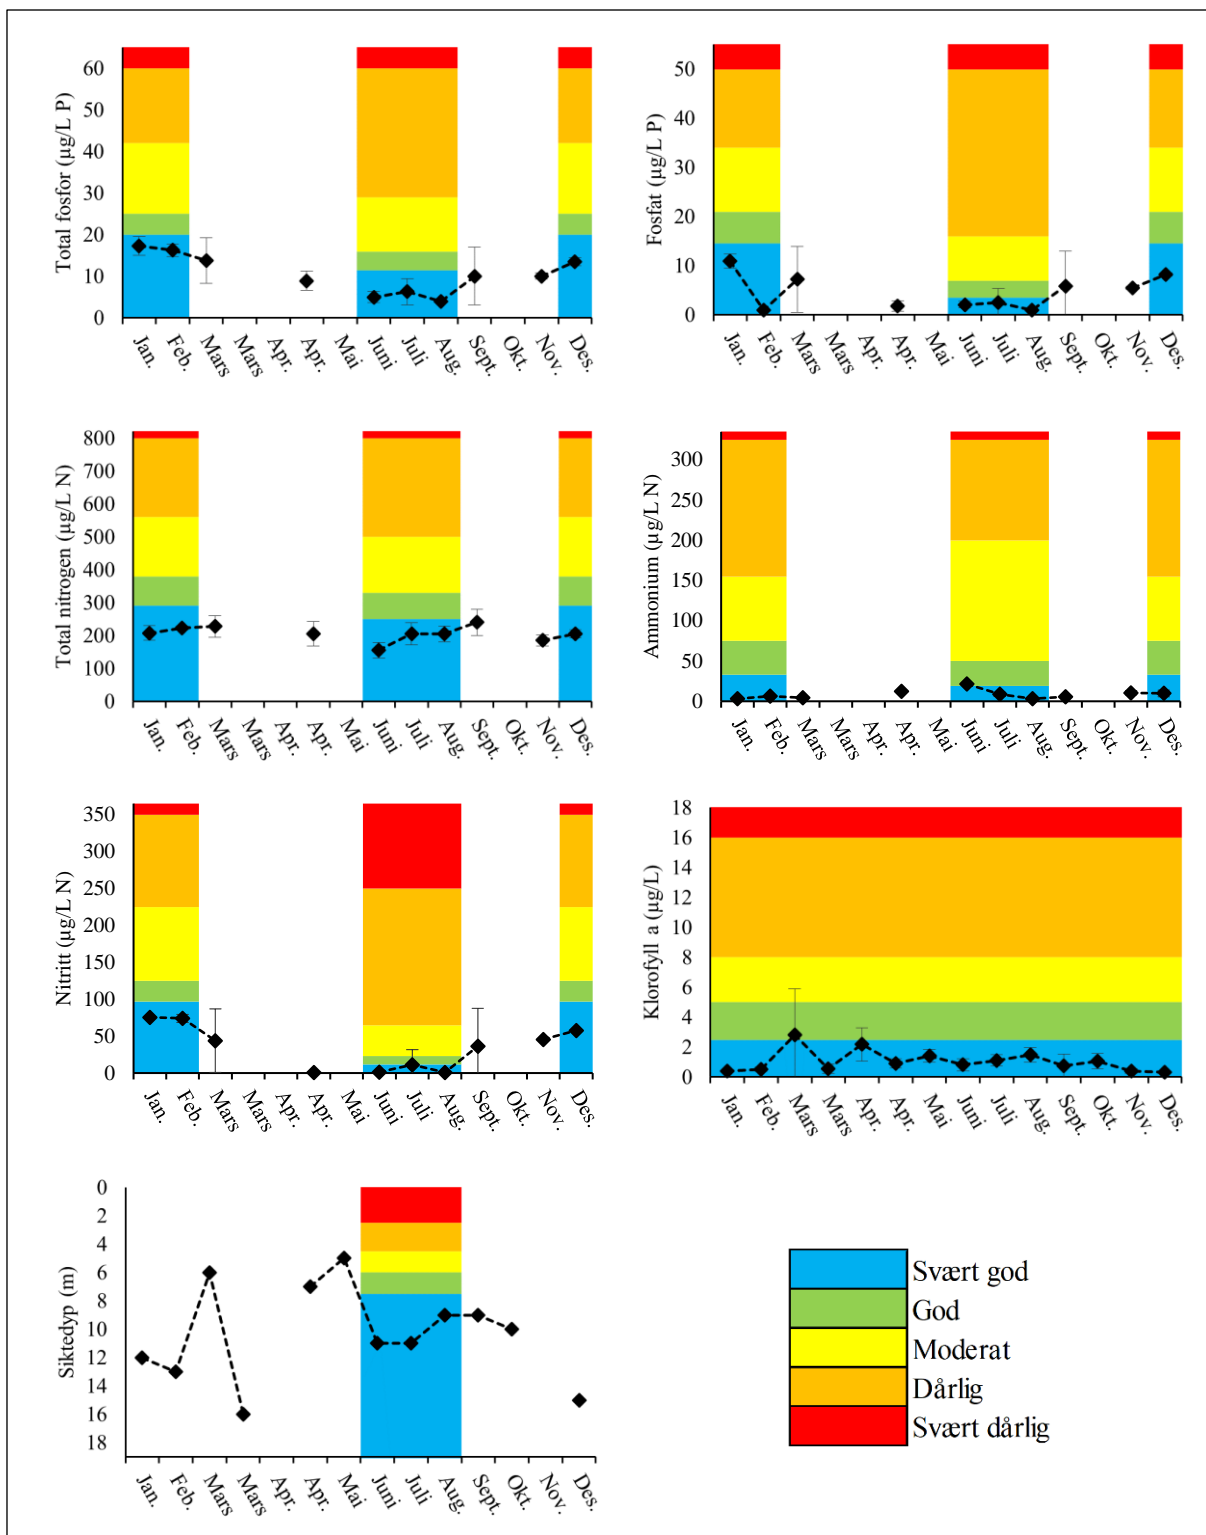 Total fosfor (µg/L P)
60
50
40
30
20
10
0
Jan.
Feb.
Mars
Mars
Apr.
Apr.
Mai
Juni
Juli
Aug.
Sept.
Okt.
Nov.
Des.
Fosfat (µg/L P)
50
40
30
20
10
0
Jan.
Feb.
Mars
Mars
Apr.
Apr.
Mai
Juni
Juli
Aug.
Sept.
Okt.
Nov.
Des.
Total nitrogen (µg/L N)
800
700
600
500
400
300
200
100
0
Jan.
Feb.
Mars
Mars
Apr.
Apr.
Mai
Juni
Juli
Aug.
Sept.
Okt.
Nov.
Des.
Ammonium (µg/L N)
300
250
200
150
100
50
0
Jan.
Feb.
Mars
Mars
Apr.
Apr.
Mai
Juni
Juli
Aug.
Sept.
Okt.
Nov.
Des.
Nitritt (µg/L N)
350
300
250
200
150
100
50
0
Jan.
Feb.
Mars
Mars
Apr.
Apr.
Mai
Juni
Juli
Aug.
Sept.
Okt.
Nov.
Des.
Klorofyll a (µg/L)
18
16
14
12
10
8
6
4
2
0
Jan.
Feb.
Mars
Mars
Apr.
Apr.
Mai
Juni
Juli
Aug.
Sept.
Okt.
Nov.
Des.
Siktedyp (m)
0
2
4
6
8
10
12
14
16
18
Jan.
Feb.
Mars
Mars
Apr.
Apr.
Mai
Juni
Juli
Aug.
Sept.
Okt.
Nov.
Des.
Svært god
God
Moderat
Dårlig
Svært dårlig